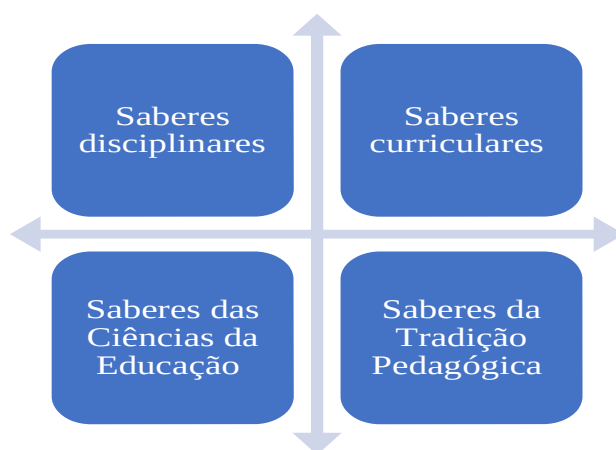 Saberes
disciplinares
Saberes
curriculares
Saberes das
Ciências da
Educação
Saberes da
Tradição
Pedagógica